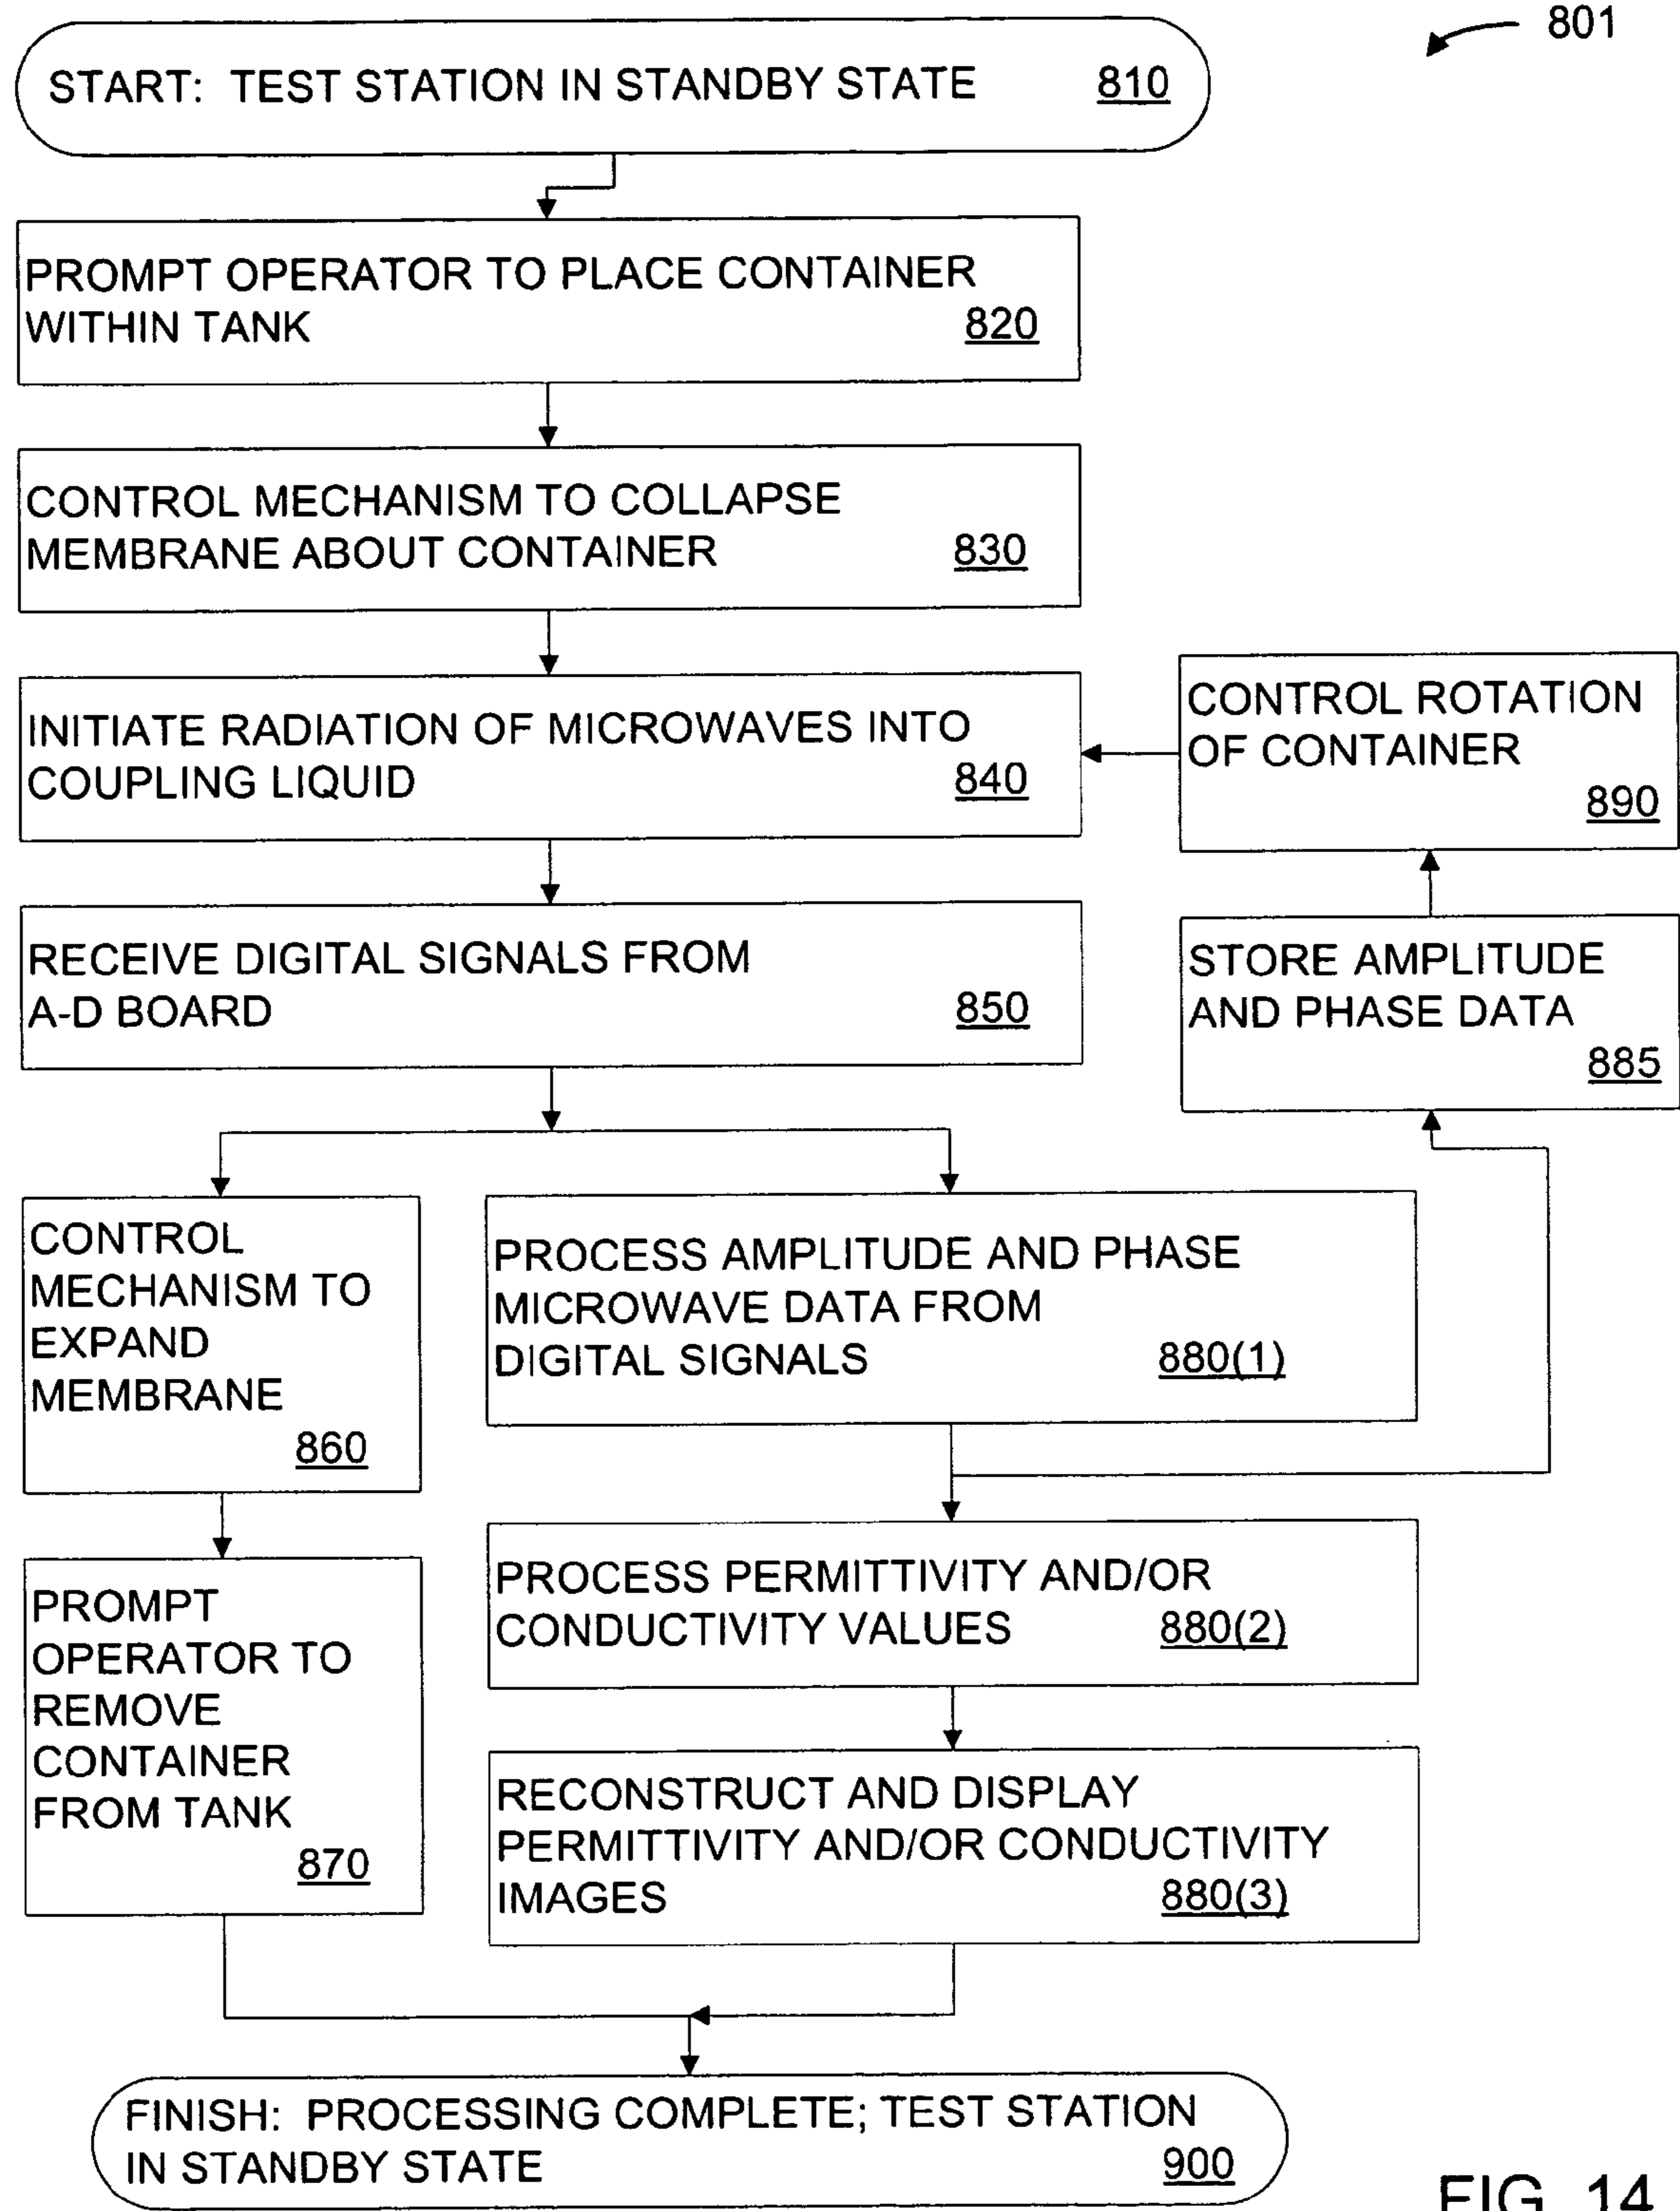 801
START: TEST STATION IN STANDBY STATE 810
PROMPT OPERATOR TO PLACE CONTAINER
WITHIN TANK 820
CONTROL MECHANISM TO COLLAPSE
MEMBRANE ABOUT CONTAINER 830
INITIATE RADIATION OF MICROWAVES INTO
COUPLING LIQUID 840
CONTROL ROTATION
OF CONTAINER
890
RECEIVE DIGITAL SIGNALS FROM
A-D BOARD 850
STORE AMPLITUDE
AND PHASE DATA
885
CONTROL
MECHANISM TO
EXPAND
MEMBRANE
860
PROCESS AMPLITUDE AND PHASE
MICROWAVE DATA FROM
DIGITAL SIGNALS 880(1)
PROMPT
OPERATOR TO
REMOVE
CONTAINER
FROM TANK
870
PROCESS PERMITTIVITY AND/OR
CONDUCTIVITY VALUES 880(2)
RECONSTRUCT AND DISPLAY
PERMITTIVITY AND/OR CONDUCTIVITY
IMAGES 880(3)
FINISH: PROCESSING COMPLETE; TEST STATION
IN STANDBY STATE 900
FIG. 14